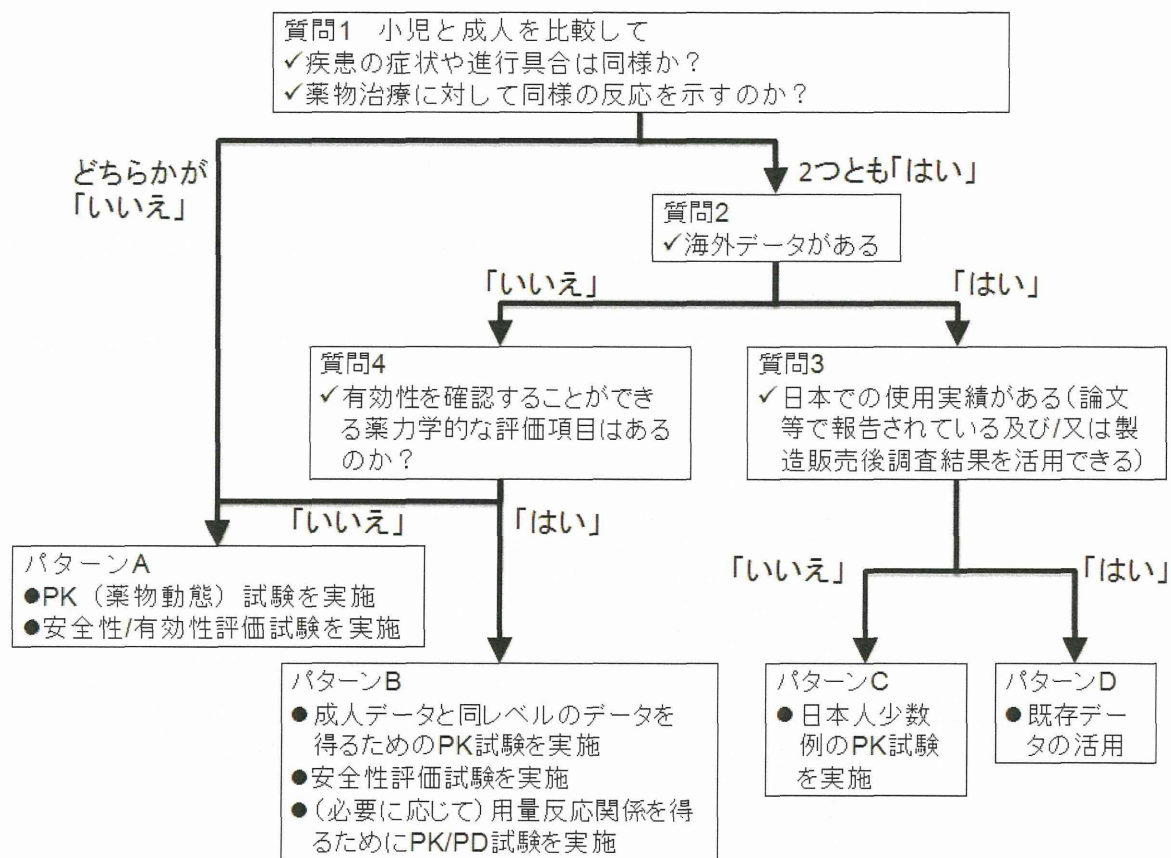 質問1 小児と成人を比較して
✓疾患の症状や進行具合は同様か？
✓薬物治療に対して同様の反応を示すのか？
どちらかが
「いいえ」
2つとも「はい」
質問2
✓海外データがある
「いいえ」
「はい」
質問4
✓有効性を確認することができ
る薬力学的な評価項目はある
のか？
質問3
✓日本での使用実績がある(論文
等で報告されている及び/又は製
造販売後調査結果を活用できる)
「いいえ」
「はい」
パターンA
●PK（薬物動態）試験を実施
●安全性/有効性評価試験を実施
「いいえ」
「はい」
パターンB
●成人データと同レベルのデータを
得るためのPK試験を実施
●安全性評価試験を実施
●(必要に応じて)用量反応関係を得
るためにPK/PD試験を実施
パターンC
●日本人少数
例のPK試験
を実施
パターンD
●既存デー
タの活用